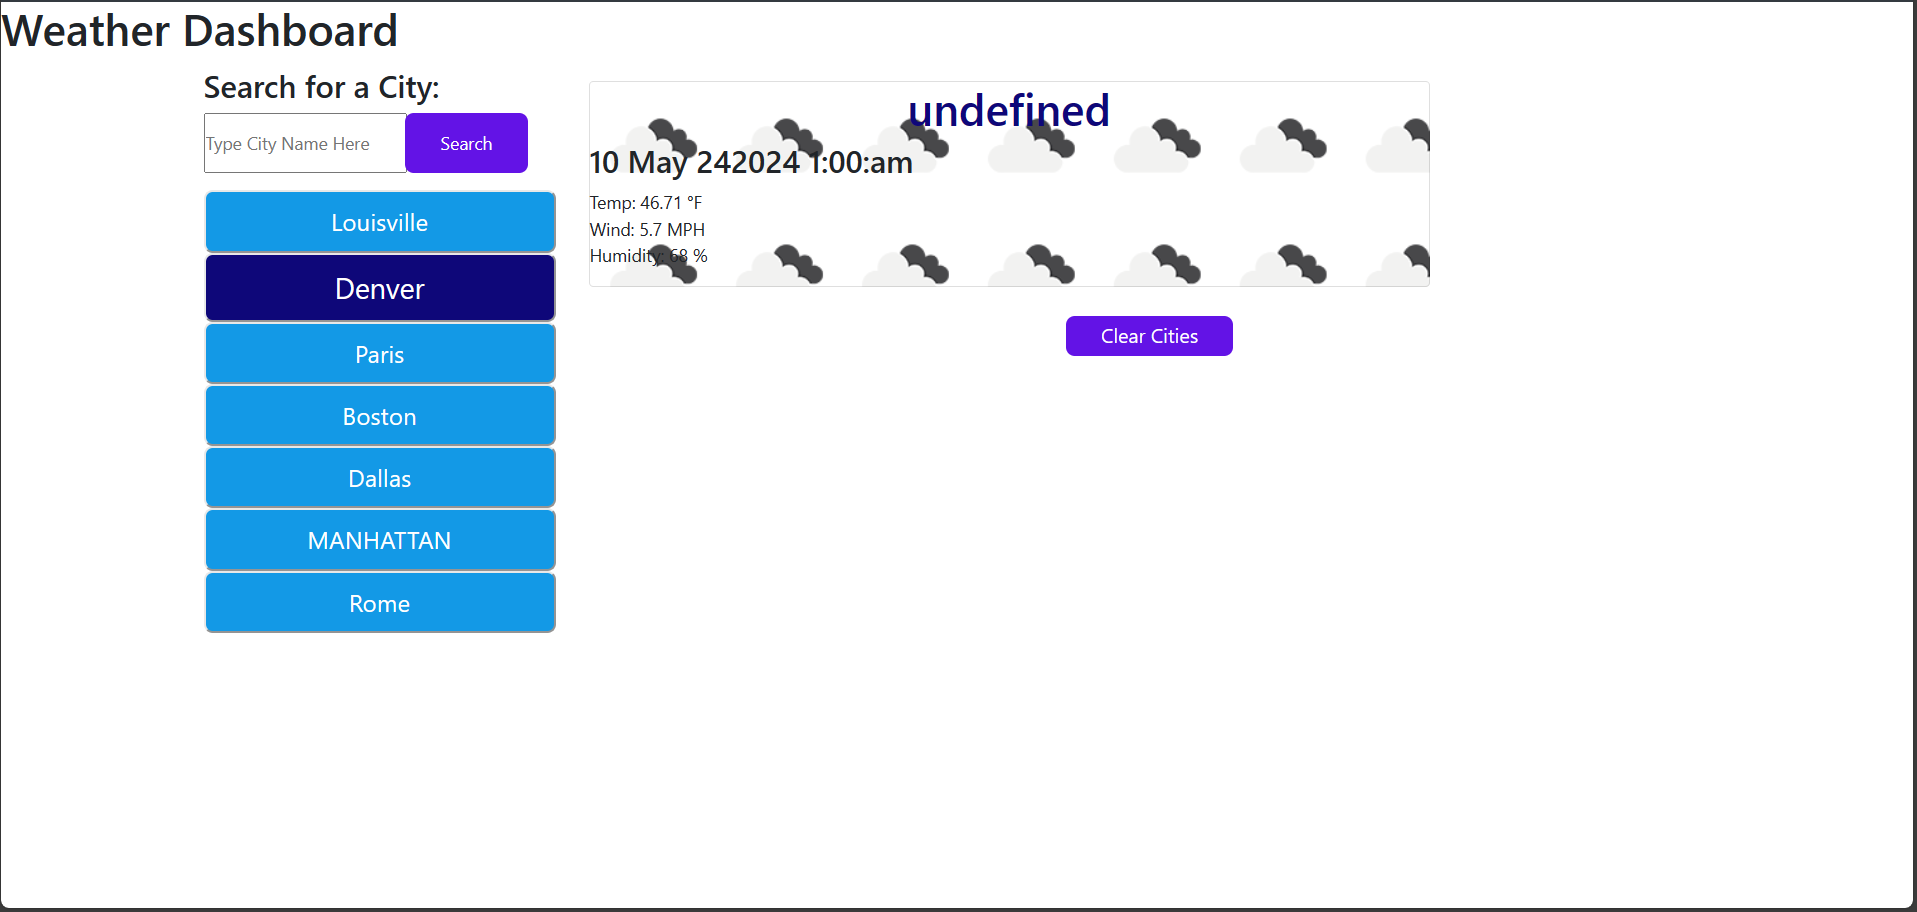 Weather Dashboard
Search for a City:
Type City Name Here
Search
Louisville
Denver
Paris
Boston
Dallas
MANHATTAN
Rome
undefined
10 May 242024 1:00:am
Temp: 46.71 °F
Wind: 5.7 MPH
Humidity: 68 %
Clear Cities